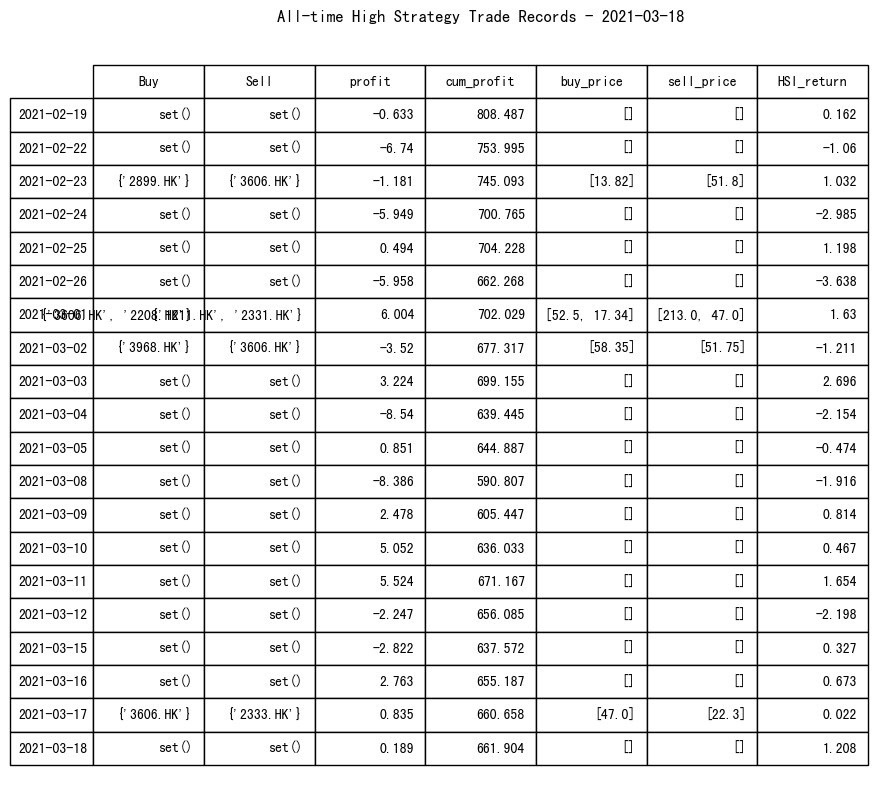 All-time High Strategy Trade Records - 2021-03-18
Buy Sell profit cum_profit buy_price sell_price HSI_return
2021-02-19 set() set() -0.633 808.487 [] [] 0.162
2021-02-22 set() set() -6.74 753.995 [] [] -1.06
2021-02-23 {'2899.HK'} {'3606.HK'} -1.181 745.093 [13.82] [51.8] 1.032
2021-02-24 set() set() -5.949 700.765 [] [] -2.985
2021-02-25 set() set() 0.494 704.228 [] [] 1.198
2021-02-26 set() set() -5.958 662.268 [] [] -3.638
2021-03-01 {'3606.HK', '2208.HK'} {'1211.HK', '2331.HK'} 6.004 702.029 [52.5, 17.34] [213.0, 47.0] 1.63
2021-03-02 {'3968.HK'} {'3606.HK'} -3.52 677.317 [58.35] [51.75] -1.211
2021-03-03 set() set() 3.224 699.155 [] [] 2.696
2021-03-04 set() set() -8.54 639.445 [] [] -2.154
2021-03-05 set() set() 0.851 644.887 [] [] -0.474
2021-03-08 set() set() -8.386 590.807 [] [] -1.916
2021-03-09 set() set() 2.478 605.447 [] [] 0.814
2021-03-10 set() set() 5.052 636.033 [] [] 0.467
2021-03-11 set() set() 5.524 671.167 [] [] 1.654
2021-03-12 set() set() -2.247 656.085 [] [] -2.198
2021-03-15 set() set() -2.822 637.572 [] [] 0.327
2021-03-16 set() set() 2.763 655.187 [] [] 0.673
2021-03-17 {'3606.HK'} {'2333.HK'} 0.835 660.658 [47.0] [22.3] 0.022
2021-03-18 set() set() 0.189 661.904 [] [] 1.208